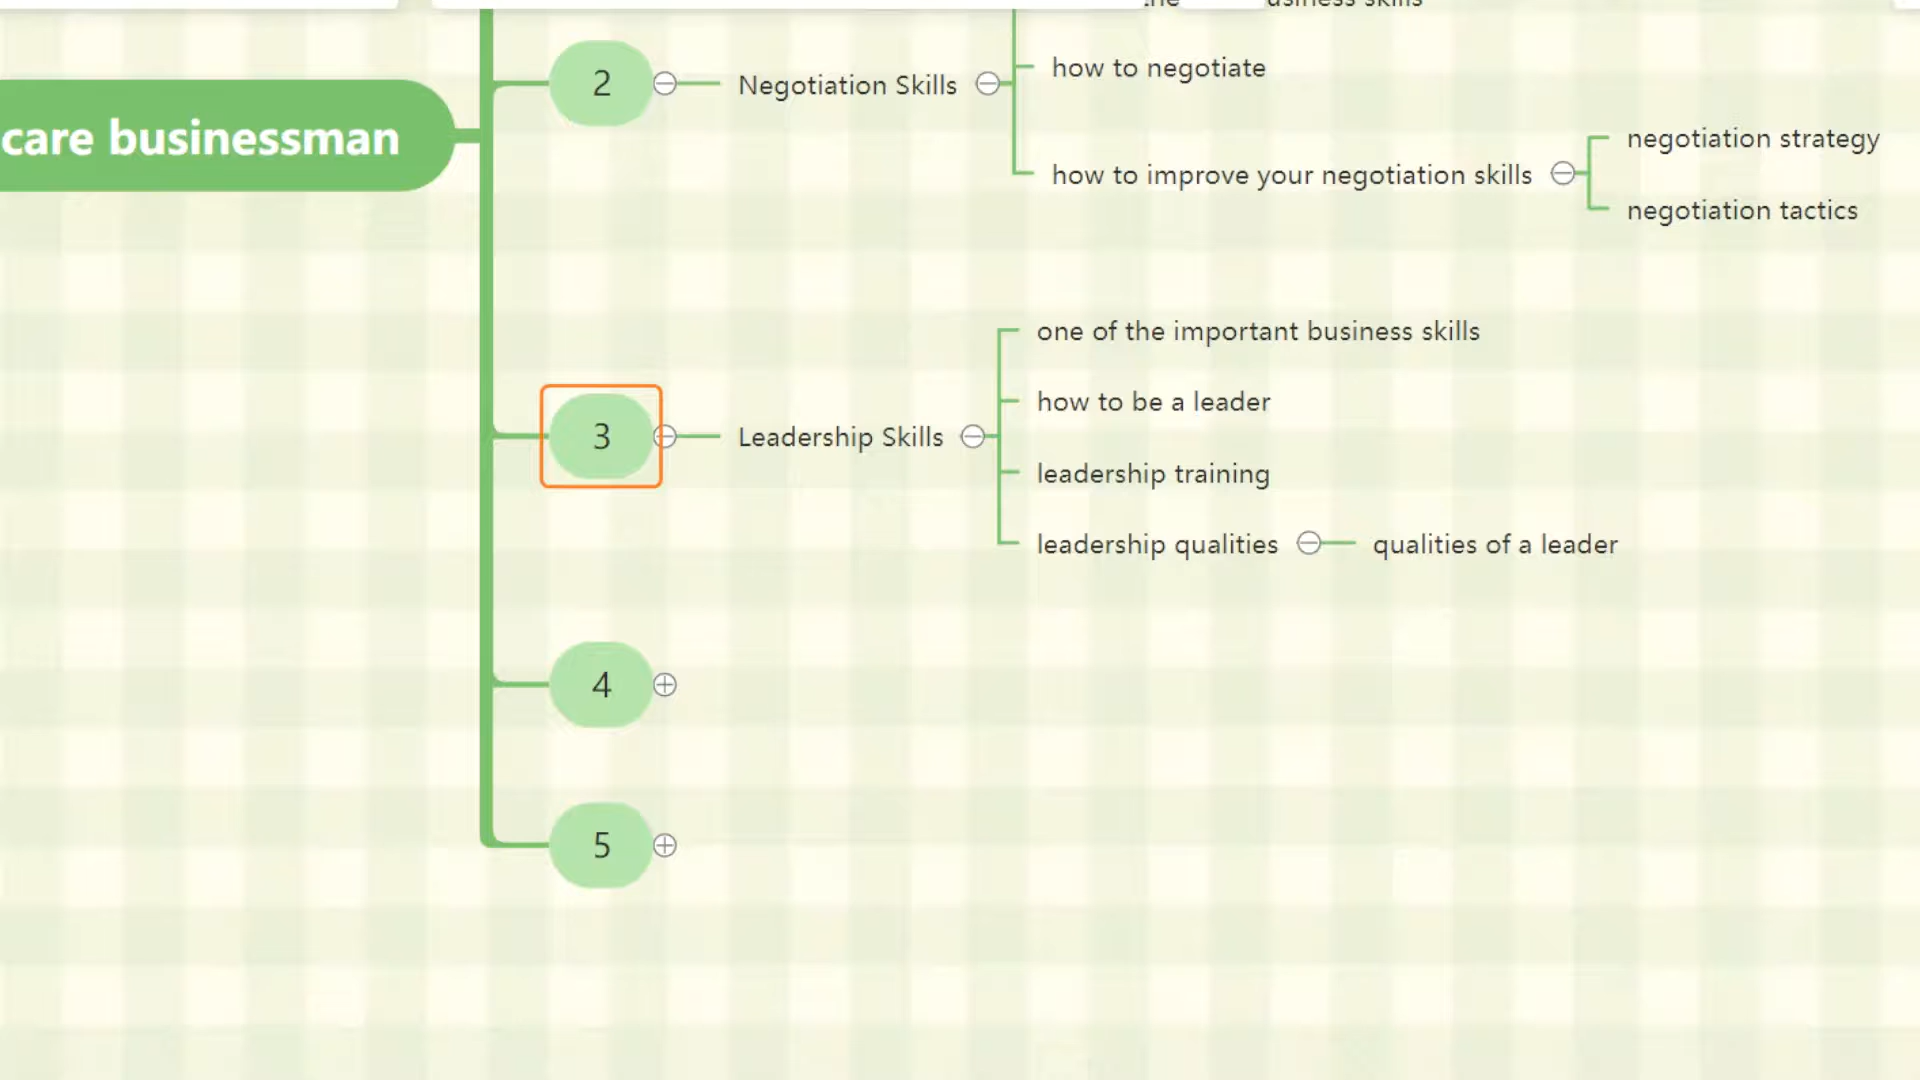 business skills
2
Negotiation Skills
how to negotiate
care businessman
how to improve your negotiation skills
negotiation strategy
negotiation tactics
3
Leadership Skills
one of the important business skills
how to be a leader
leadership training
leadership qualities
qualities of a leader
4
5